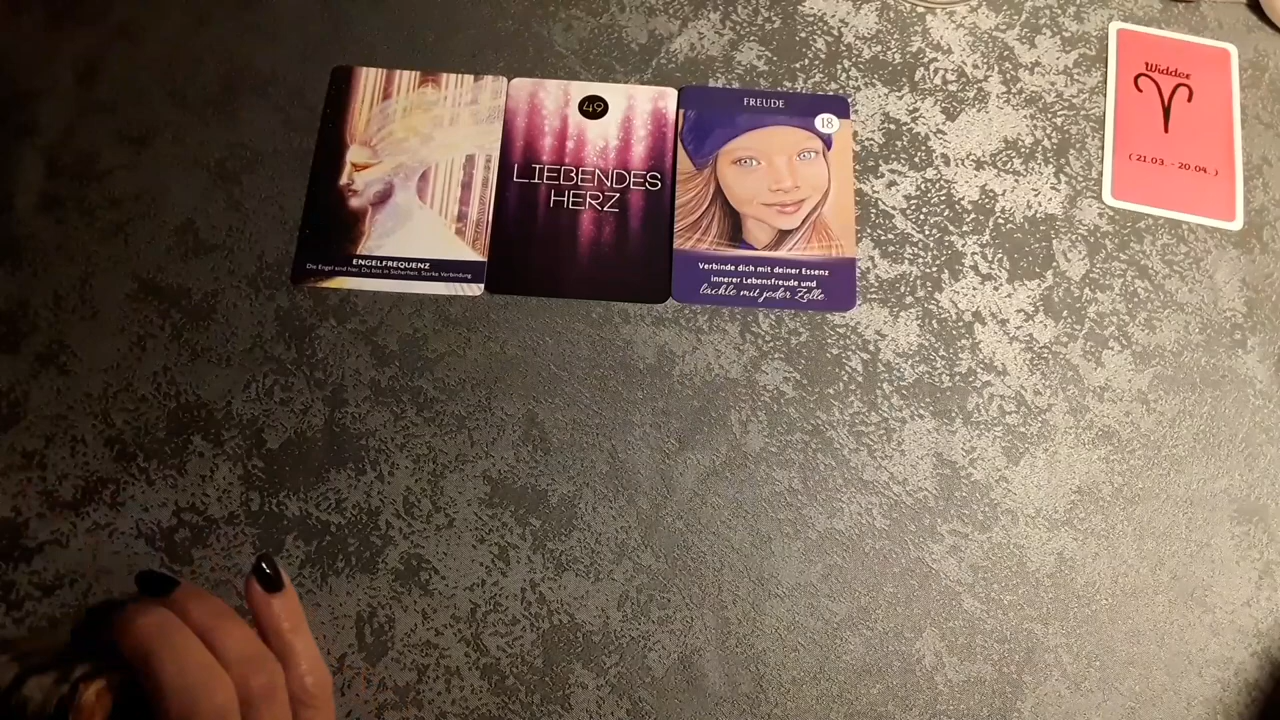 ENGELFREQUENZ
Die Engel sind hier. Du bist in Sicherheit. Starke Verbindung.
49
LIEBENDES
HERZ
FREUDE
18
Verbinde dich mit deiner Essenz
innerer Lebensfreude und
lächle mit jeder Zelle.
Widder
( 21.03. - 20.04. )